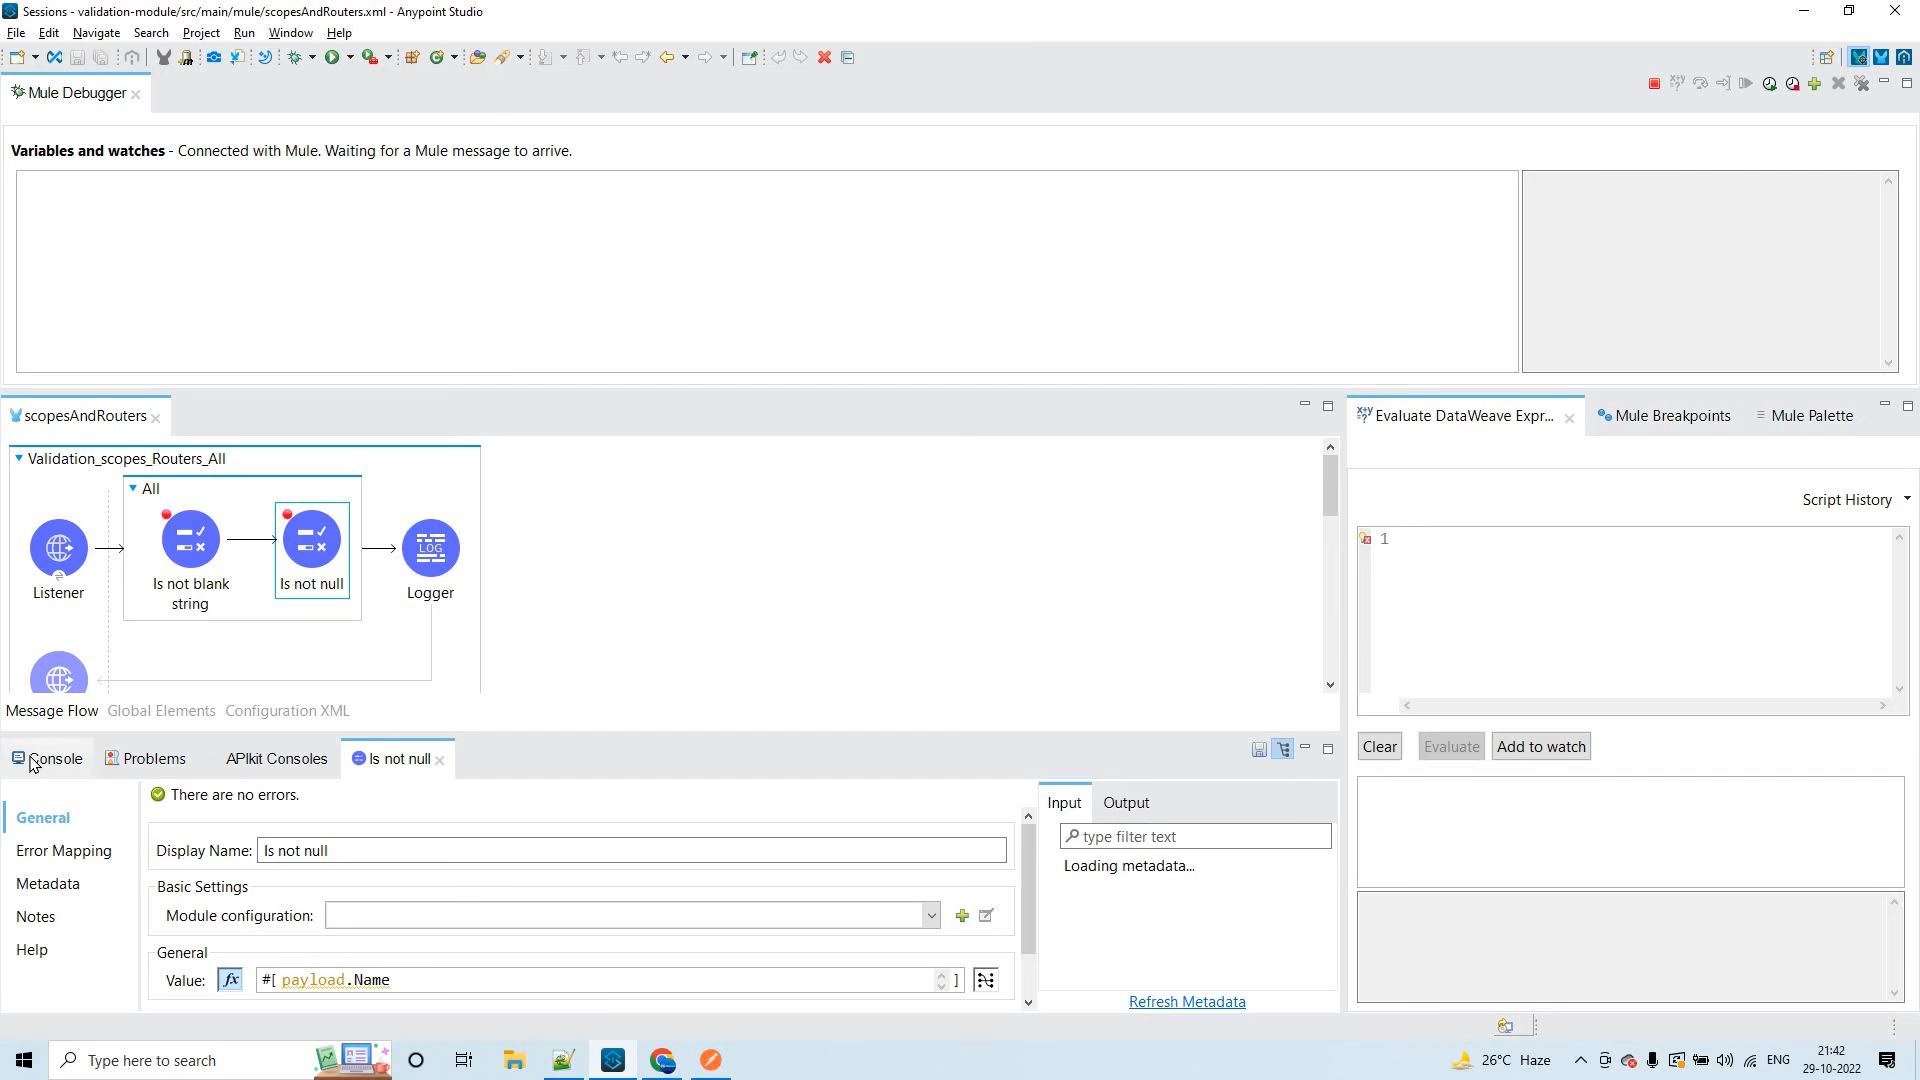 Sessions - validation-module/src/main/mule/scopesAndRouters.xml - Anypoint Studio
File Edit Navigate Search Project Run Window Help
Mule Debugger
Variables and watches - Connected with Mule. Waiting for a Mule message to arrive.
scopesAndRouters
Evaluate DataWeave Expr... Mule Breakpoints Mule Palette
Validation_scopes_Routers_All
All
Script History
1
LOG
Listener
Is not blank string
Is not null
Logger
Message Flow Global Elements Configuration XML
Clear Evaluate Add to watch
Console Problems APIkit Consoles Is not null
There are no errors.
General
Error Mapping
Metadata
Notes
Help
Display Name: Is not null
Basic Settings
Module configuration:
General
Value: fx #[ payload.Name ]
Input Output
type filter text
Loading metadata...
Refresh Metadata
Type here to search
26°C Haze
ENG
21:42
29-10-2022